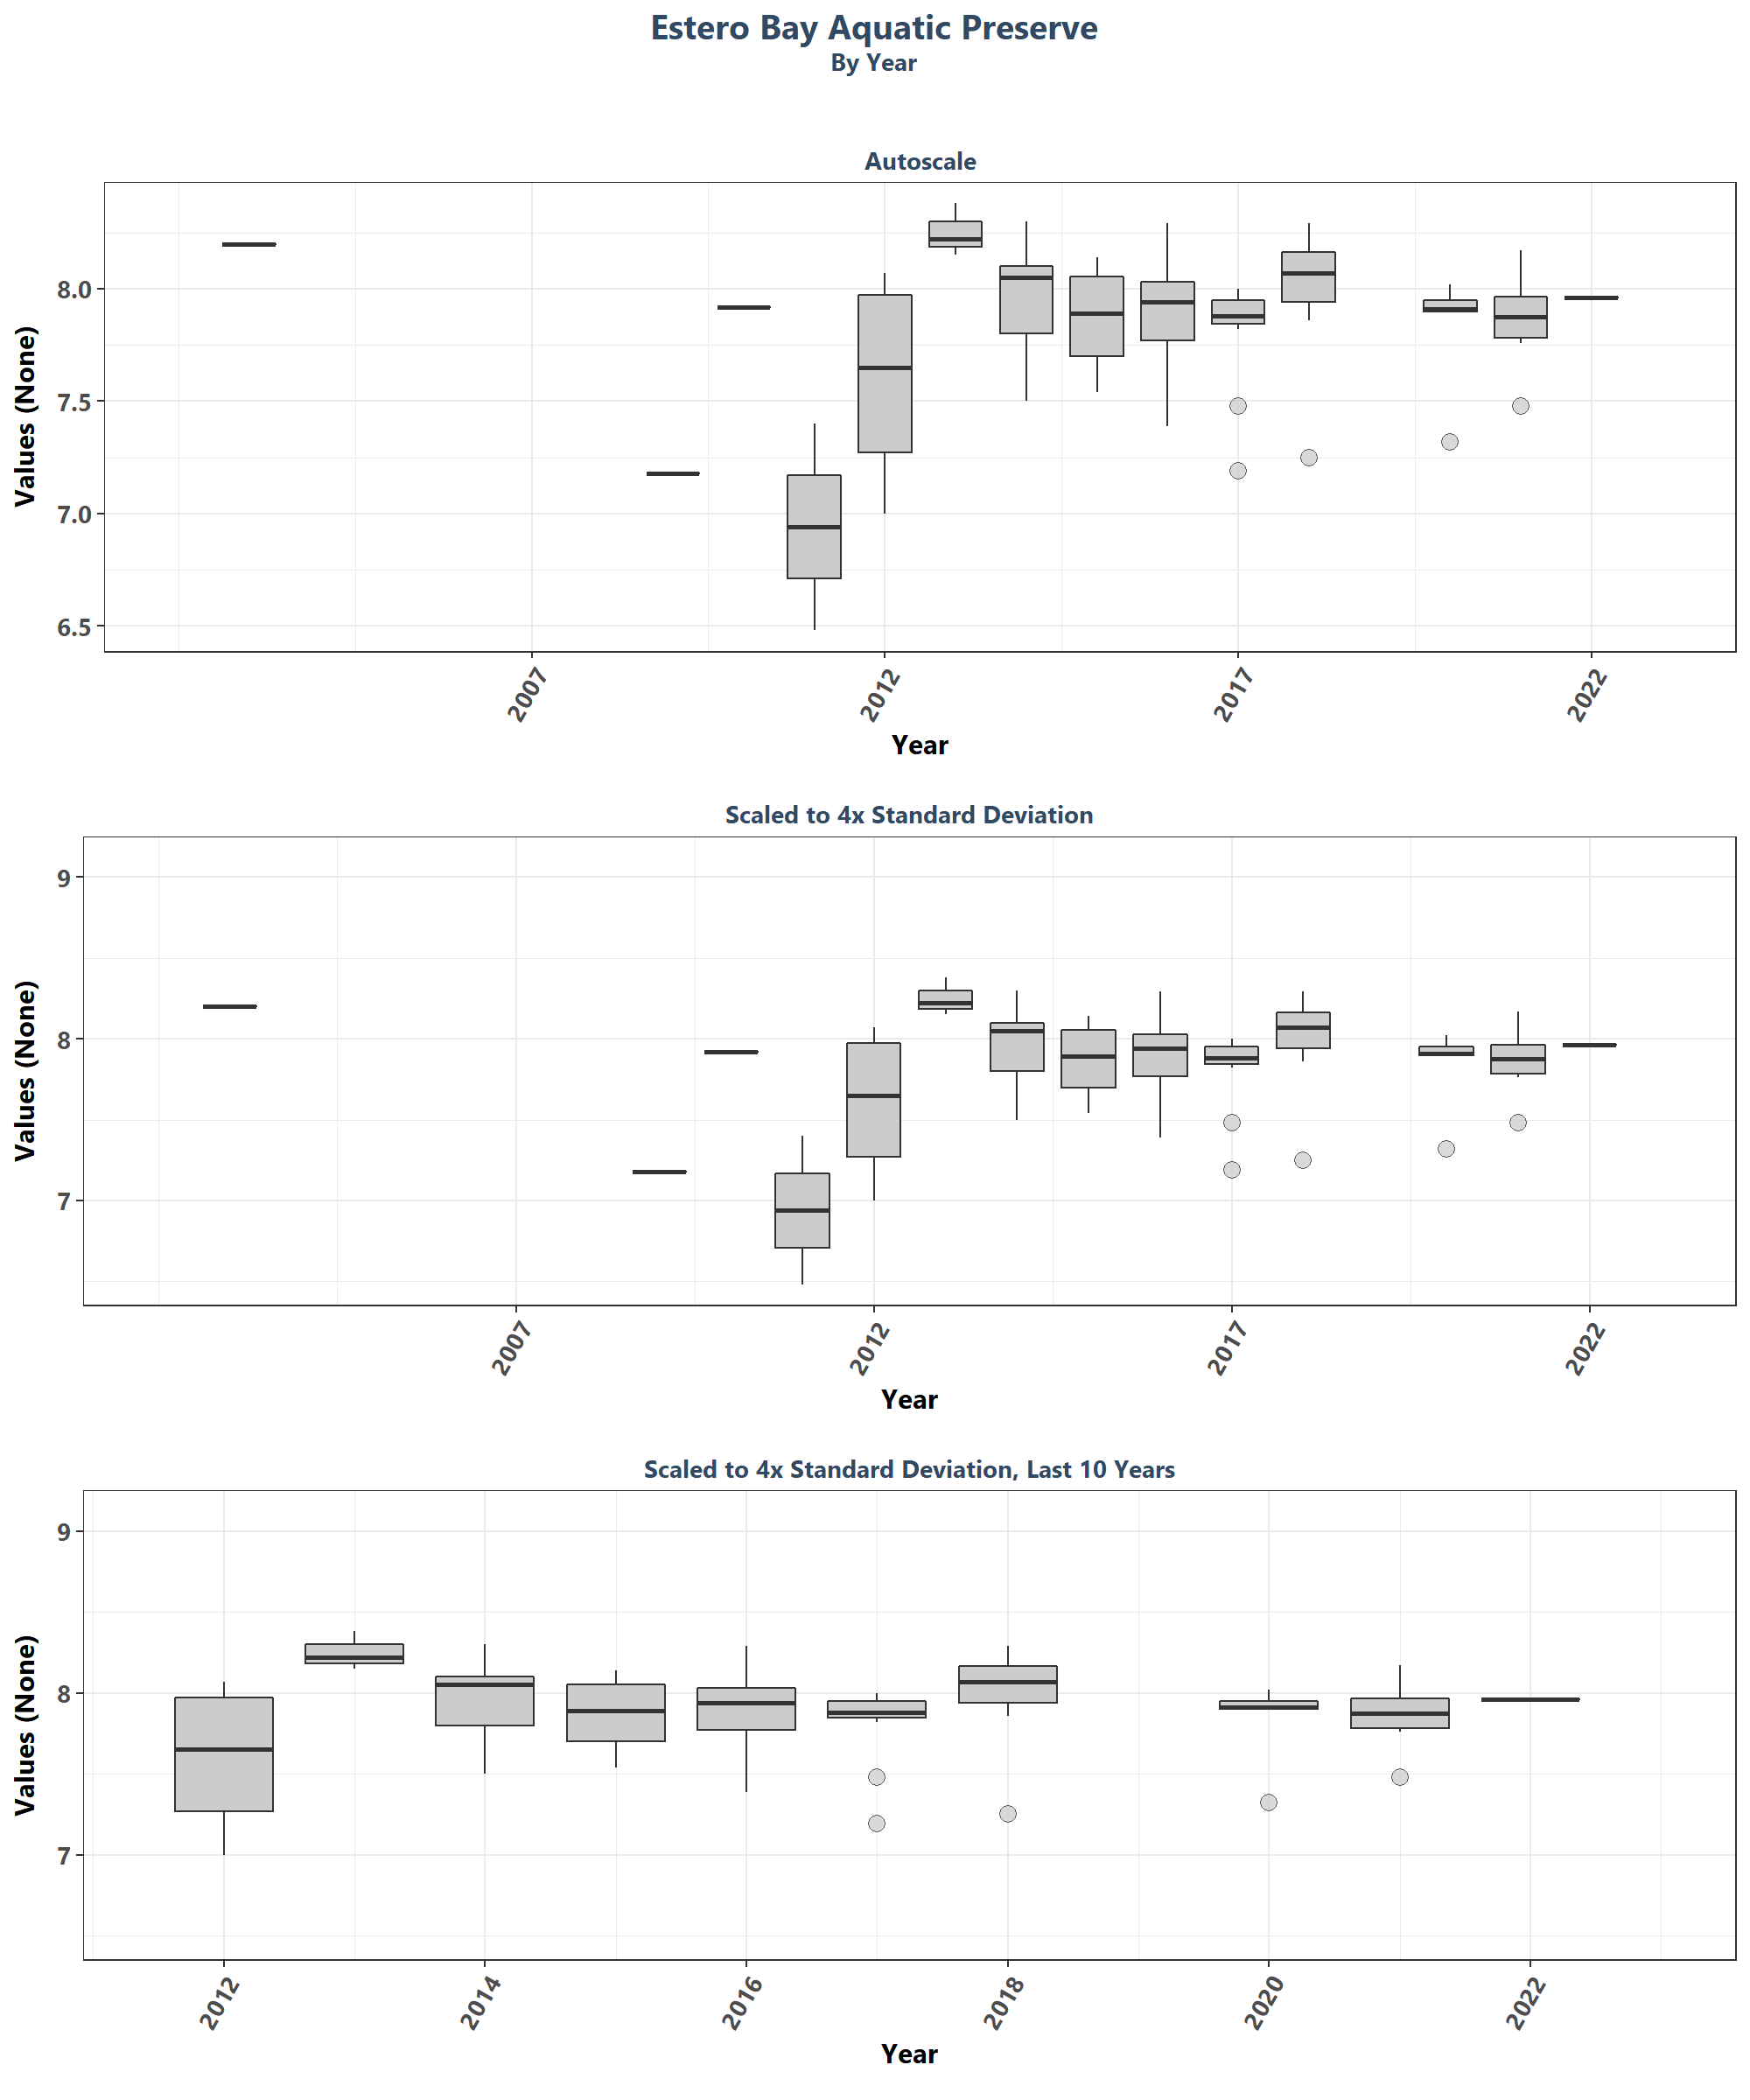 Estero Bay Aquatic Preserve
By Year
Autoscale
Values (None)
8.0
7.5
7.0
6.5
2007
2012
2017
2022
Year
Scaled to 4x Standard Deviation
Values (None)
9
8
7
2007
2012
2017
2022
Year
Scaled to 4x Standard Deviation, Last 10 Years
Values (None)
9
8
7
2012
2014
2016
2018
2020
2022
Year